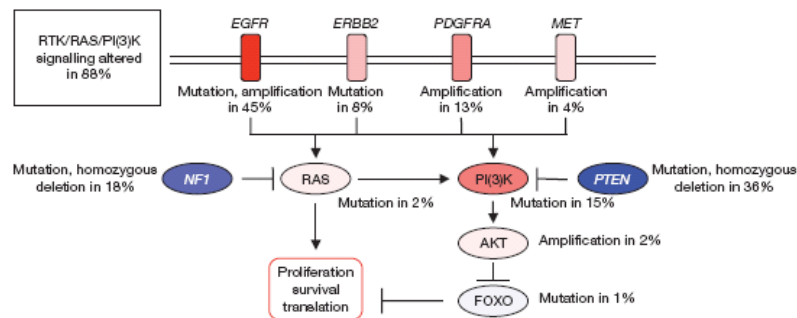 RTK/RAS/PI(3)K
signalling altered
in 88%
EGFR
ERBB2
PDGFRA
MET
Mutation, amplification
in 45%
Mutation
in 8%
Amplification
in 13%
Amplification
in 4%
Mutation, homozygous
deletion in 18%
NF1
RAS
PI(3)K
PTEN
Mutation, homozygous
deletion in 36%
Mutation in 2%
Mutation in 15%
AKT
Amplification in 2%
Proliferation
survival
translation
FOXO
Mutation in 1%